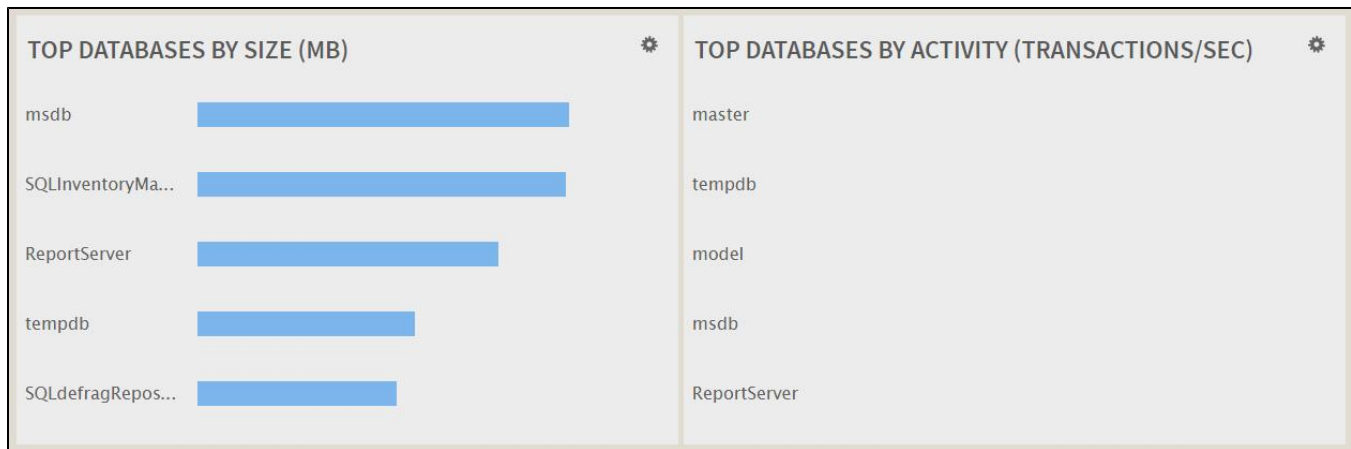 TOP DATABASES BY SIZE (MB)
msdb
SQLInventoryMa...
ReportServer
tempdb
SQLdefragRepos...
TOP DATABASES BY ACTIVITY (TRANSACTIONS/SEC)
master
tempdb
model
msdb
ReportServer